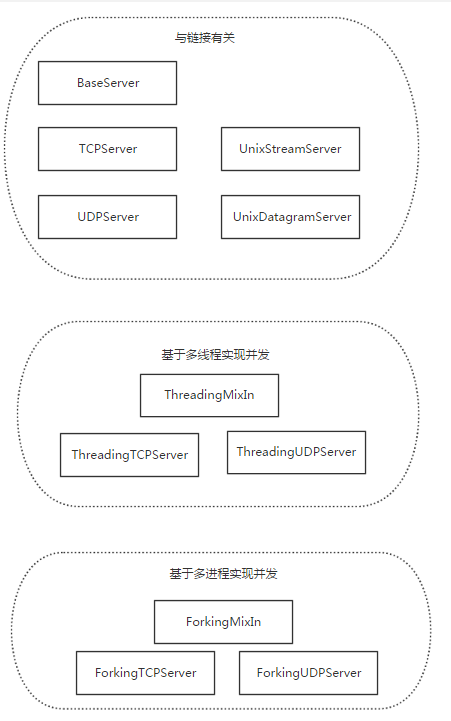 与链接有关
BaseServer
TCPServer
UnixStreamServer
UDPServer
UnixDatagramServer
基于多线程实现并发
ThreadingMixIn
ThreadingTCPServer
ThreadingUDPServer
基于多进程实现并发
ForkingMixIn
ForkingTCPServer
ForkingUDPServer